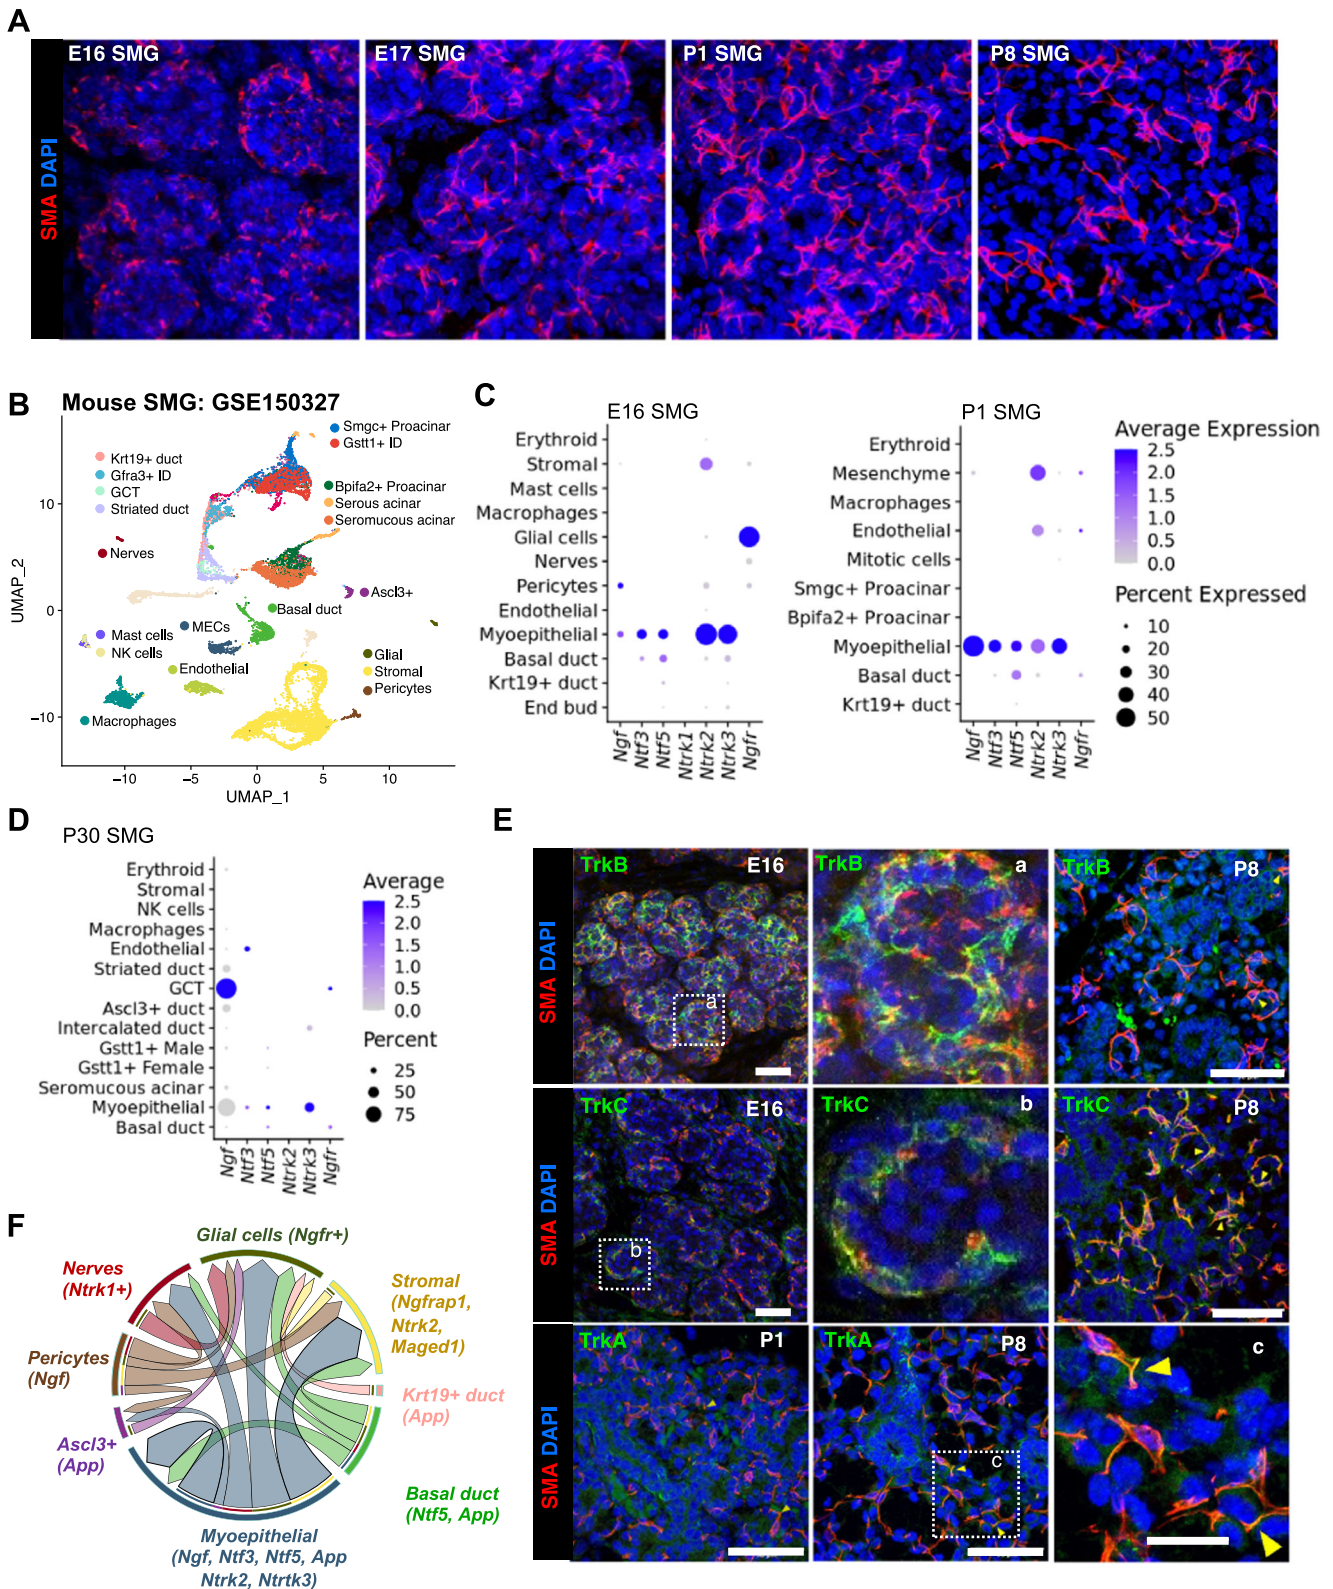 A
E16 SMG
E17 SMG
P1 SMG
P8 SMG
SMA DAPI
B
Mouse SMG: GSE150327
Smgc+ Proacinar
Gstt1+ ID
Krt19+ duct
Gfra3+ ID
GCT
Striated duct
Bpifa2+ Proacinar
Serous acinar
Seromucous acinar
Nerves
Ascl3+
Basal duct
MECs
Mast cells
NK cells
Endothelial
Glial
Stromal
Pericytes
Macrophages
10
0
−10
UMAP_2
−10
−5
0
5
10
UMAP_1
C
E16 SMG
Erythroid
Stromal
Mast cells
Macrophages
Glial cells
Nerves
Pericytes
Endothelial
Myoepithelial
Basal duct
Krt19+ duct
End bud
Ngf
Ntf3
Ntf5
Ntrk1
Ntrk2
Ntrk3
Ngfr
P1 SMG
Erythroid
Mesenchyme
Macrophages
Endothelial
Mitotic cells
Smgc+ Proacinar
Bpifa2+ Proacinar
Myoepithelial
Basal duct
Krt19+ duct
Ngf
Ntf3
Ntf5
Ntrk2
Ntrk3
Ngfr
Average Expression
2.5
2.0
1.5
1.0
0.5
0.0
Percent Expressed
10
20
30
40
50
D
P30 SMG
Erythroid
Stromal
NK cells
Macrophages
Endothelial
Striated duct
GCT
Ascl3+ duct
Intercalated duct
Gstt1+ Male
Gstt1+ Female
Seromucous acinar
Myoepithelial
Basal duct
Ngf
Ntf3
Ntf5
Ntrk2
Ntrk3
Ngfr
Average
2.5
2.0
1.5
1.0
0.5
0.0
Percent
25
50
75
E
SMA DAPI
TrkB
E16
a
TrkB
a
TrkB
P8
SMA DAPI
TrkC
E16
b
TrkC
b
TrkC
P8
SMA DAPI
TrkA
P1
TrkA
P8
c
c
F
Glial cells (Ngfr+)
Nerves
(Ntrk1+)
Stromal
(Ngfrap1,
Ntrk2,
Maged1)
Pericytes
(Ngf)
Krt19+ duct
(App)
Ascl3+
(App)
Basal duct
(Ntf5, App)
Myoepithelial
(Ngf, Ntf3, Ntf5, App
Ntrk2, Ntrtk3)